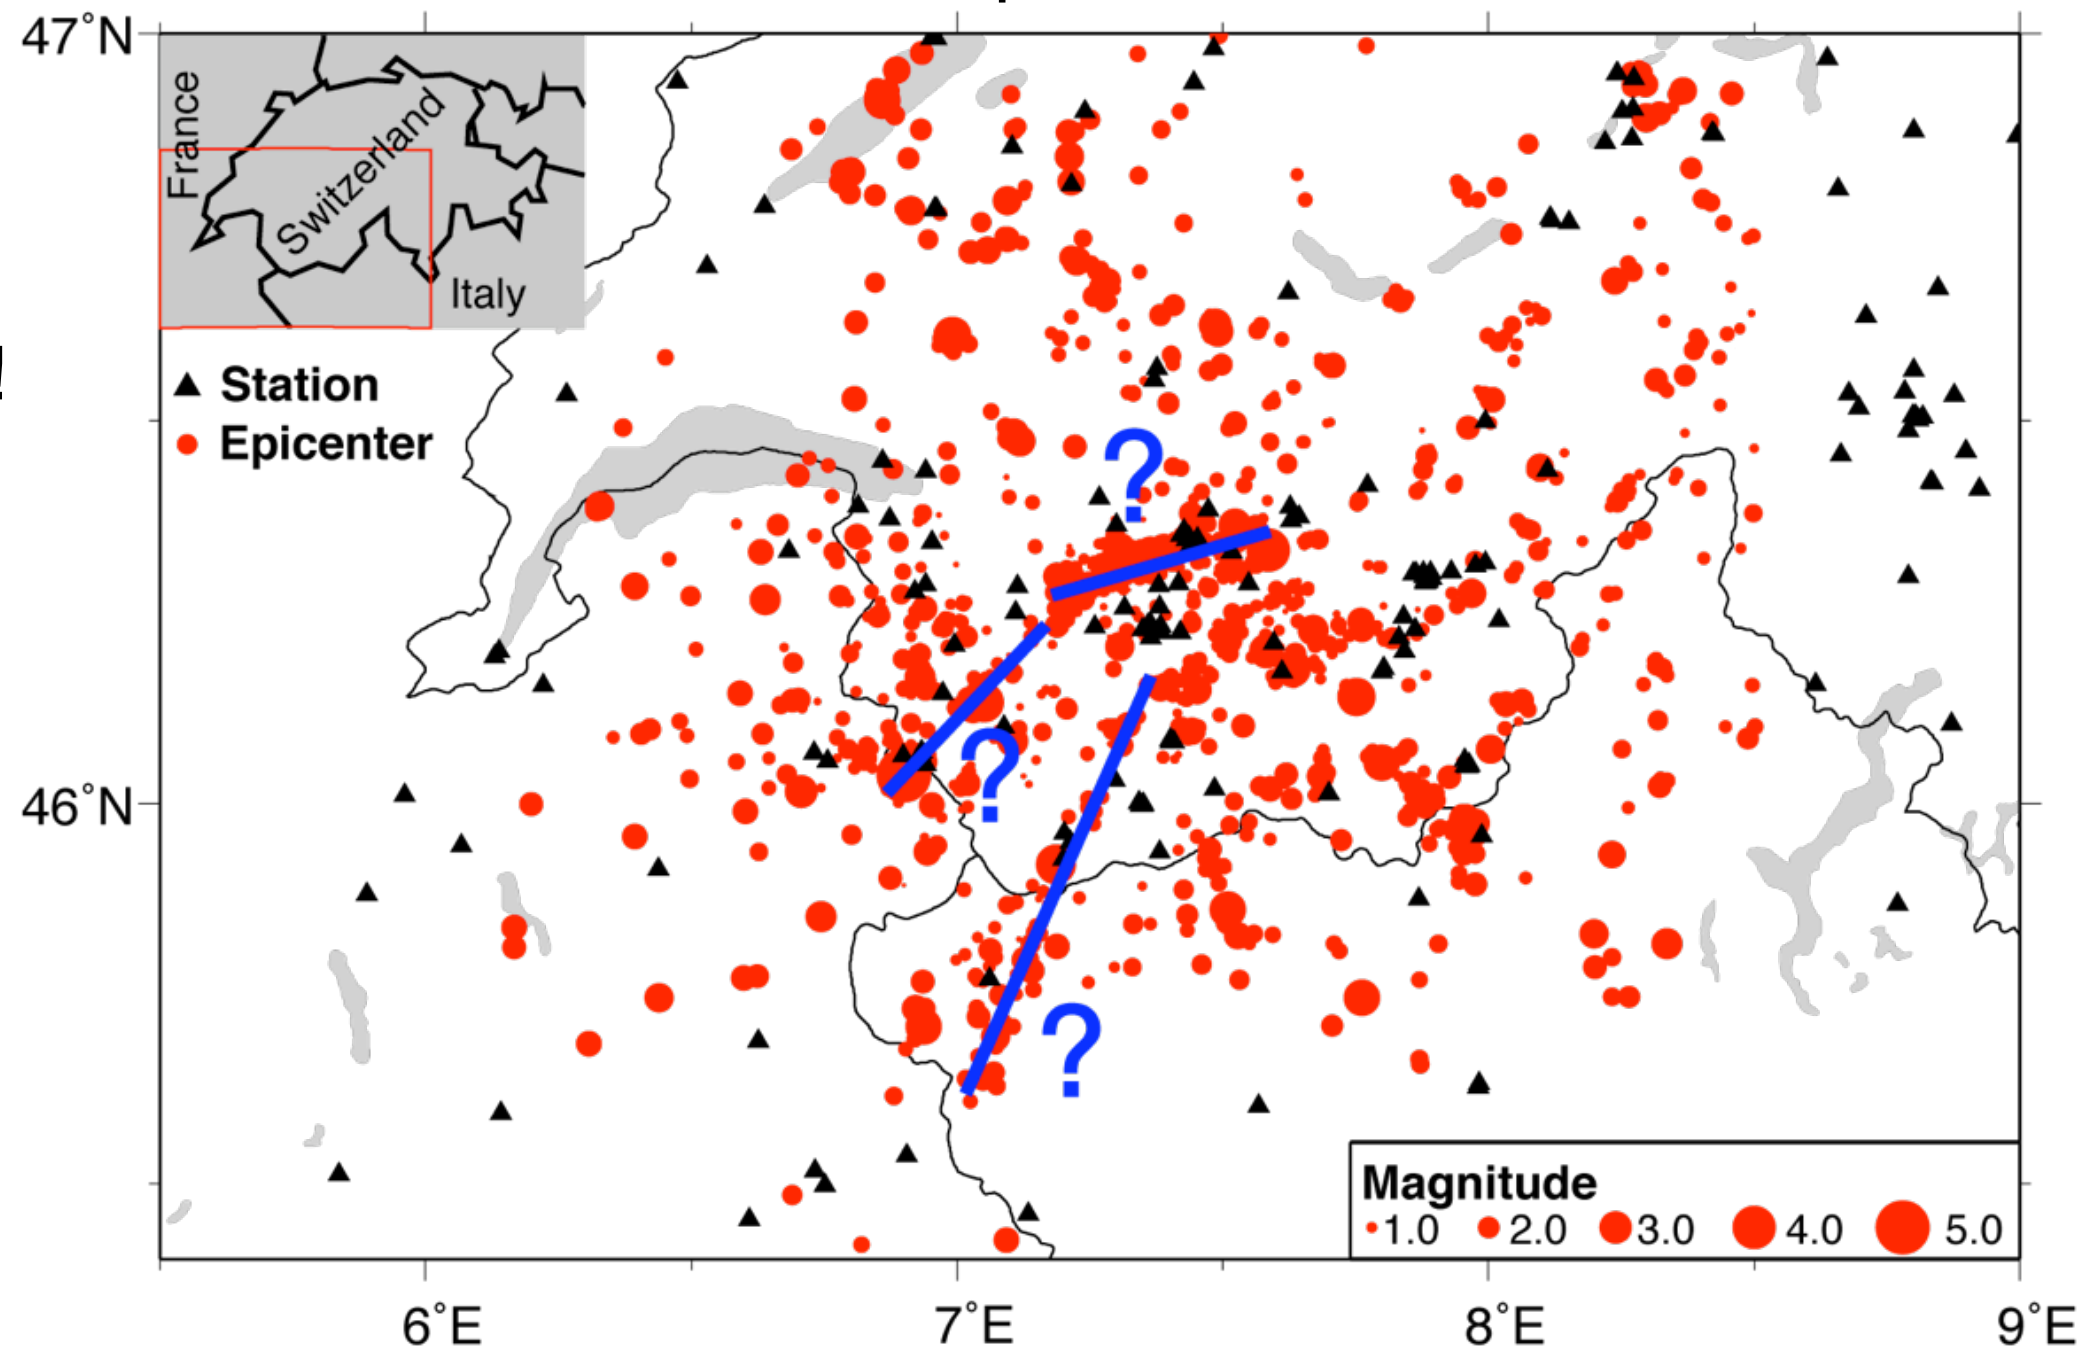 47°N
France
Switzerland
Italy
!
Station
Epicenter
?
?
?
46°N
Magnitude
1.0 2.0 3.0 4.0 5.0
6°E 7°E 8°E 9°E